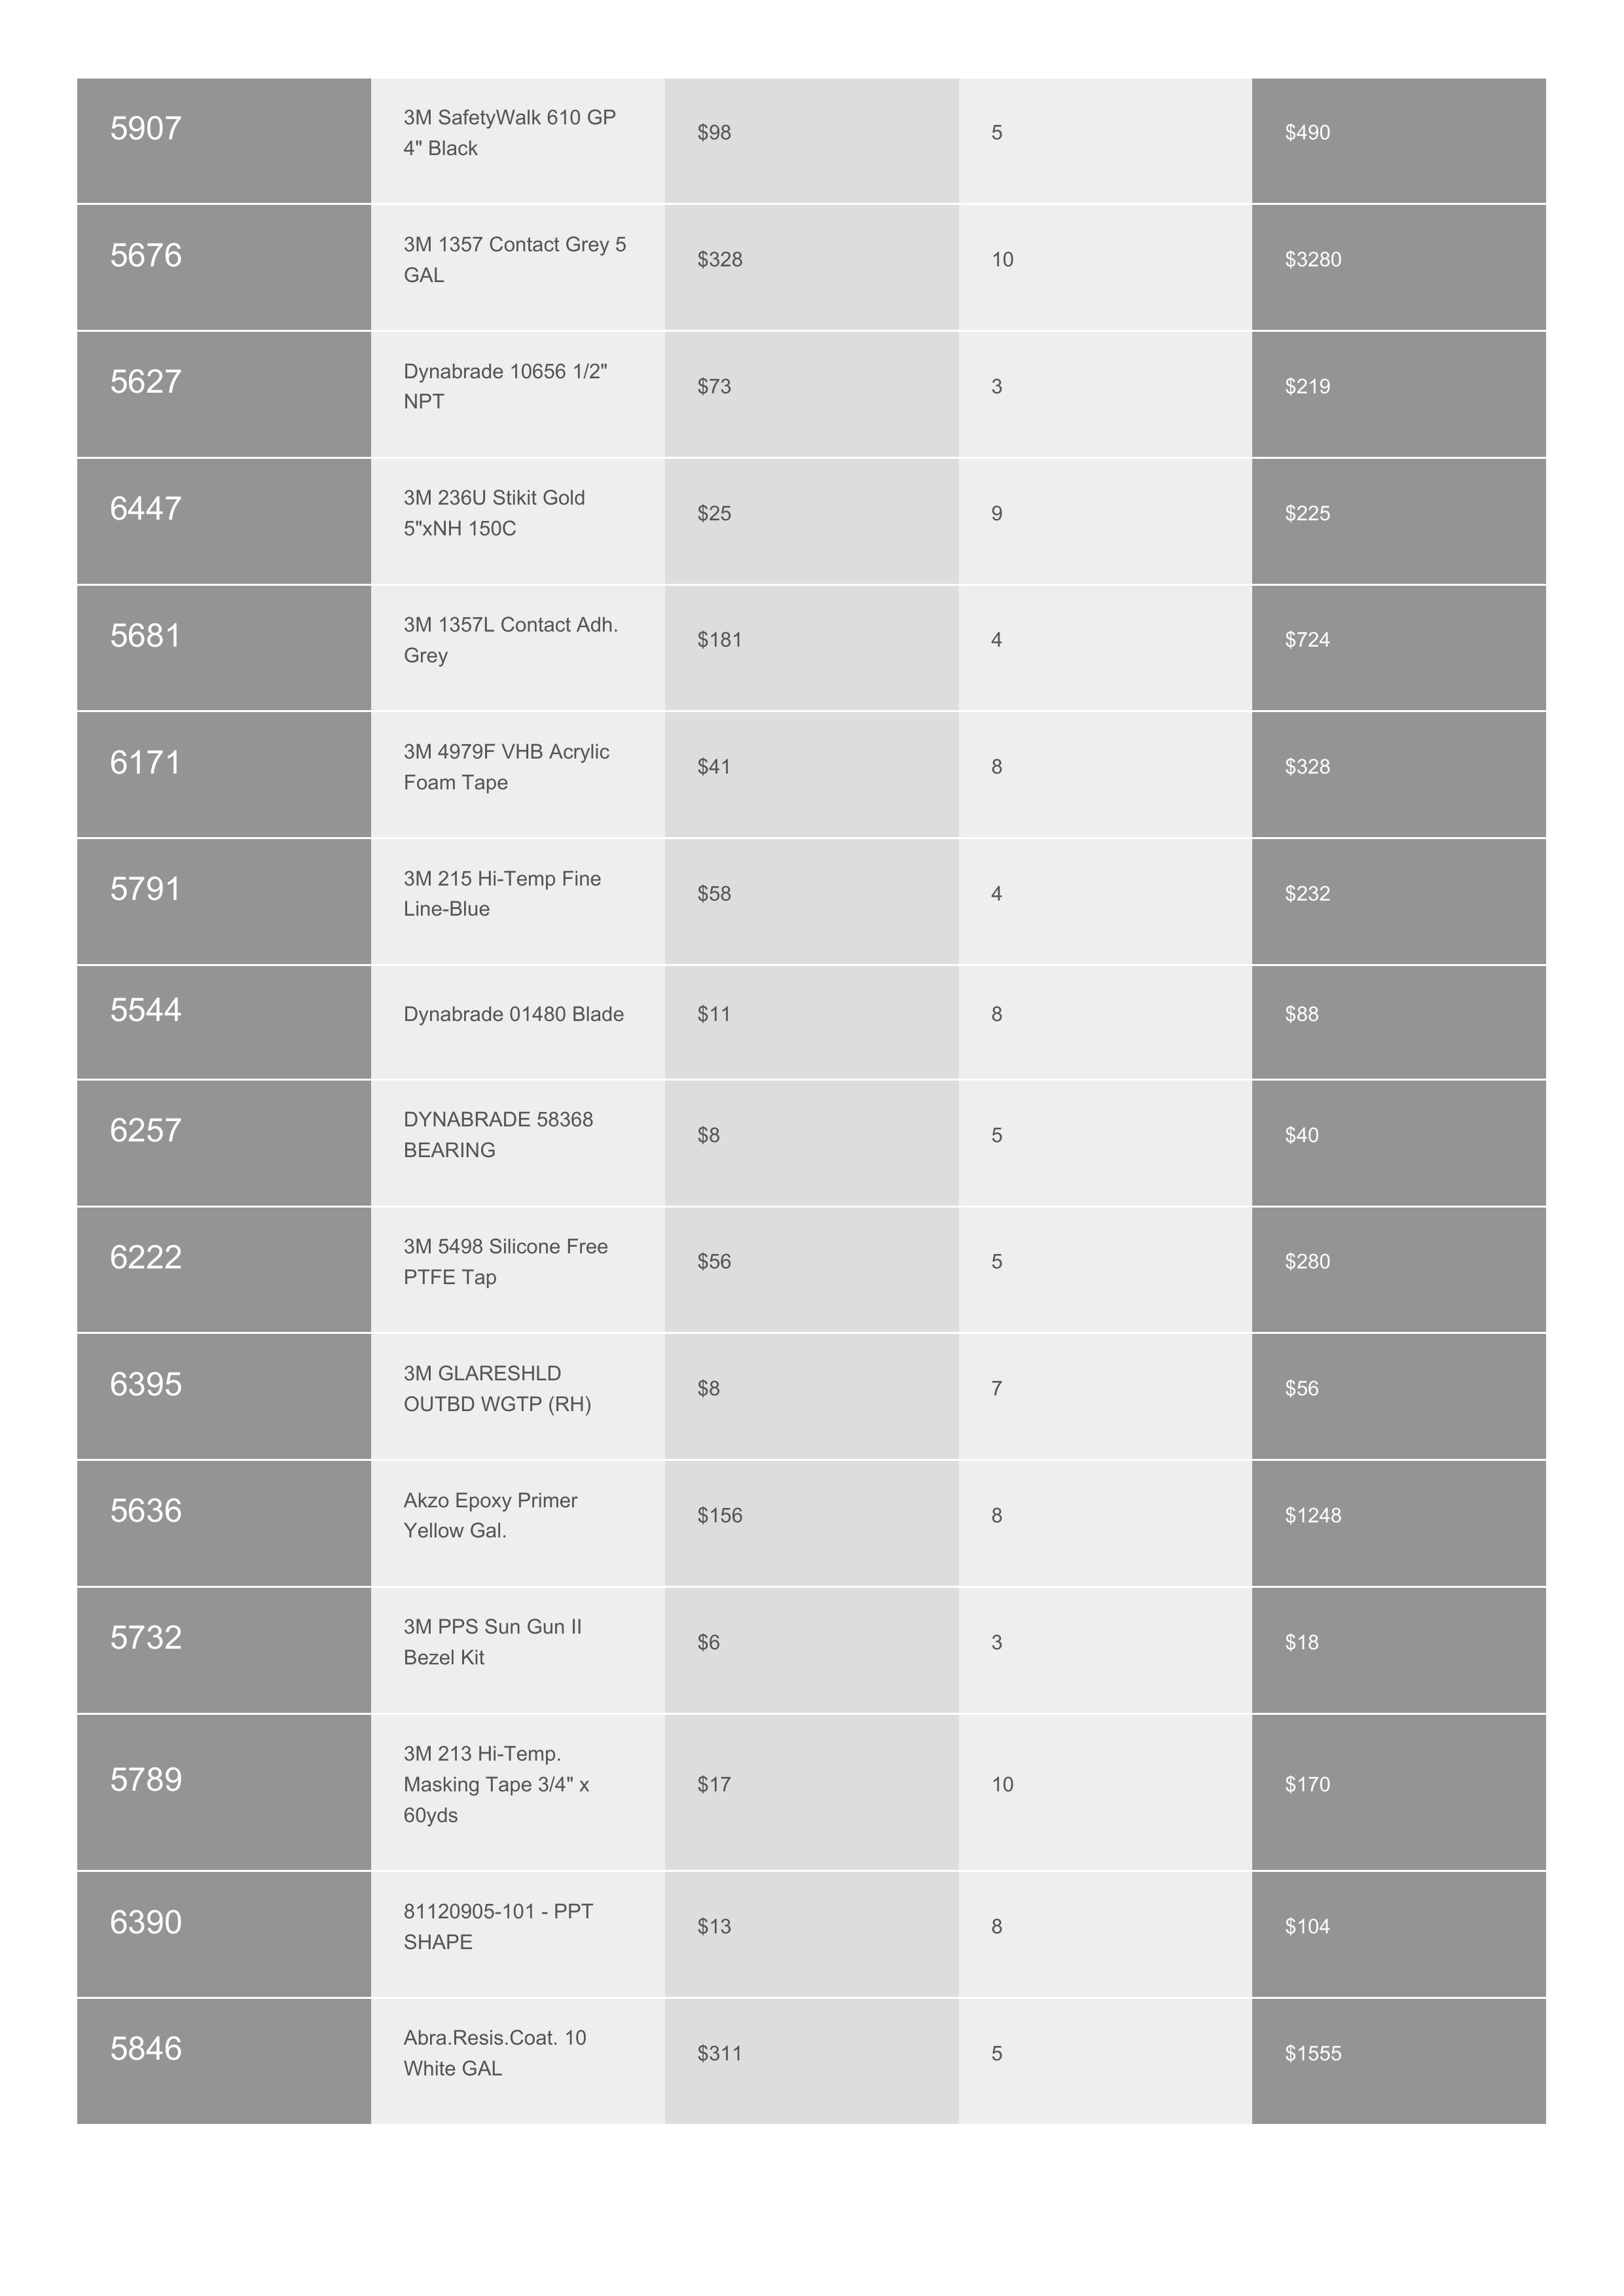 5907
3M SafetyWalk 610 GP
4" Black
$98
5
$490
5676
3M 1357 Contact Grey 5
GAL
$328
10
$3280
5627
Dynabrade 10656 1/2"
NPT
$73
3
$219
6447
3M 236U Stikit Gold
5"xNH 150C
$25
9
$225
5681
3M 1357L Contact Adh.
Grey
$181
4
$724
6171
3M 4979F VHB Acrylic
Foam Tape
$41
8
$328
5791
3M 215 Hi-Temp Fine
Line-Blue
$58
4
$232
5544
Dynabrade 01480 Blade
$11
8
$88
6257
DYNABRADE 58368
BEARING
$8
5
$40
6222
3M 5498 Silicone Free
PTFE Tap
$56
5
$280
6395
3M GLARESHLD
OUTBD WGTP (RH)
$8
7
$56
5636
Akzo Epoxy Primer
Yellow Gal.
$156
8
$1248
5732
3M PPS Sun Gun II
Bezel Kit
$6
3
$18
5789
3M 213 Hi-Temp.
Masking Tape 3/4" x
60yds
$17
10
$170
6390
81120905-101 - PPT
SHAPE
$13
8
$104
5846
Abra.Resis.Coat. 10
White GAL
$311
5
$1555